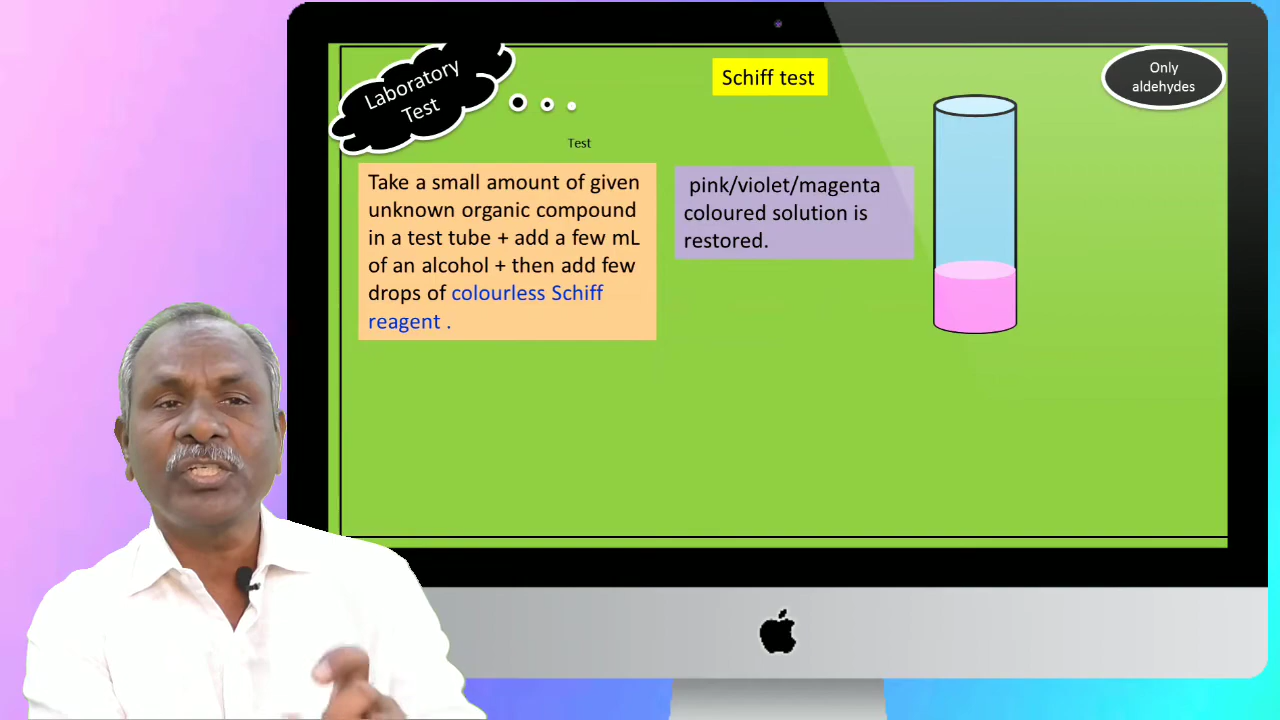 Laboratory
Test
Schiff test
Only
aldehydes
Test
Take a small amount of given
unknown organic compound
in a test tube + add a few mL
of an alcohol + then add few
drops of colourless Schiff
reagent .
pink/violet/magenta
coloured solution is
restored.